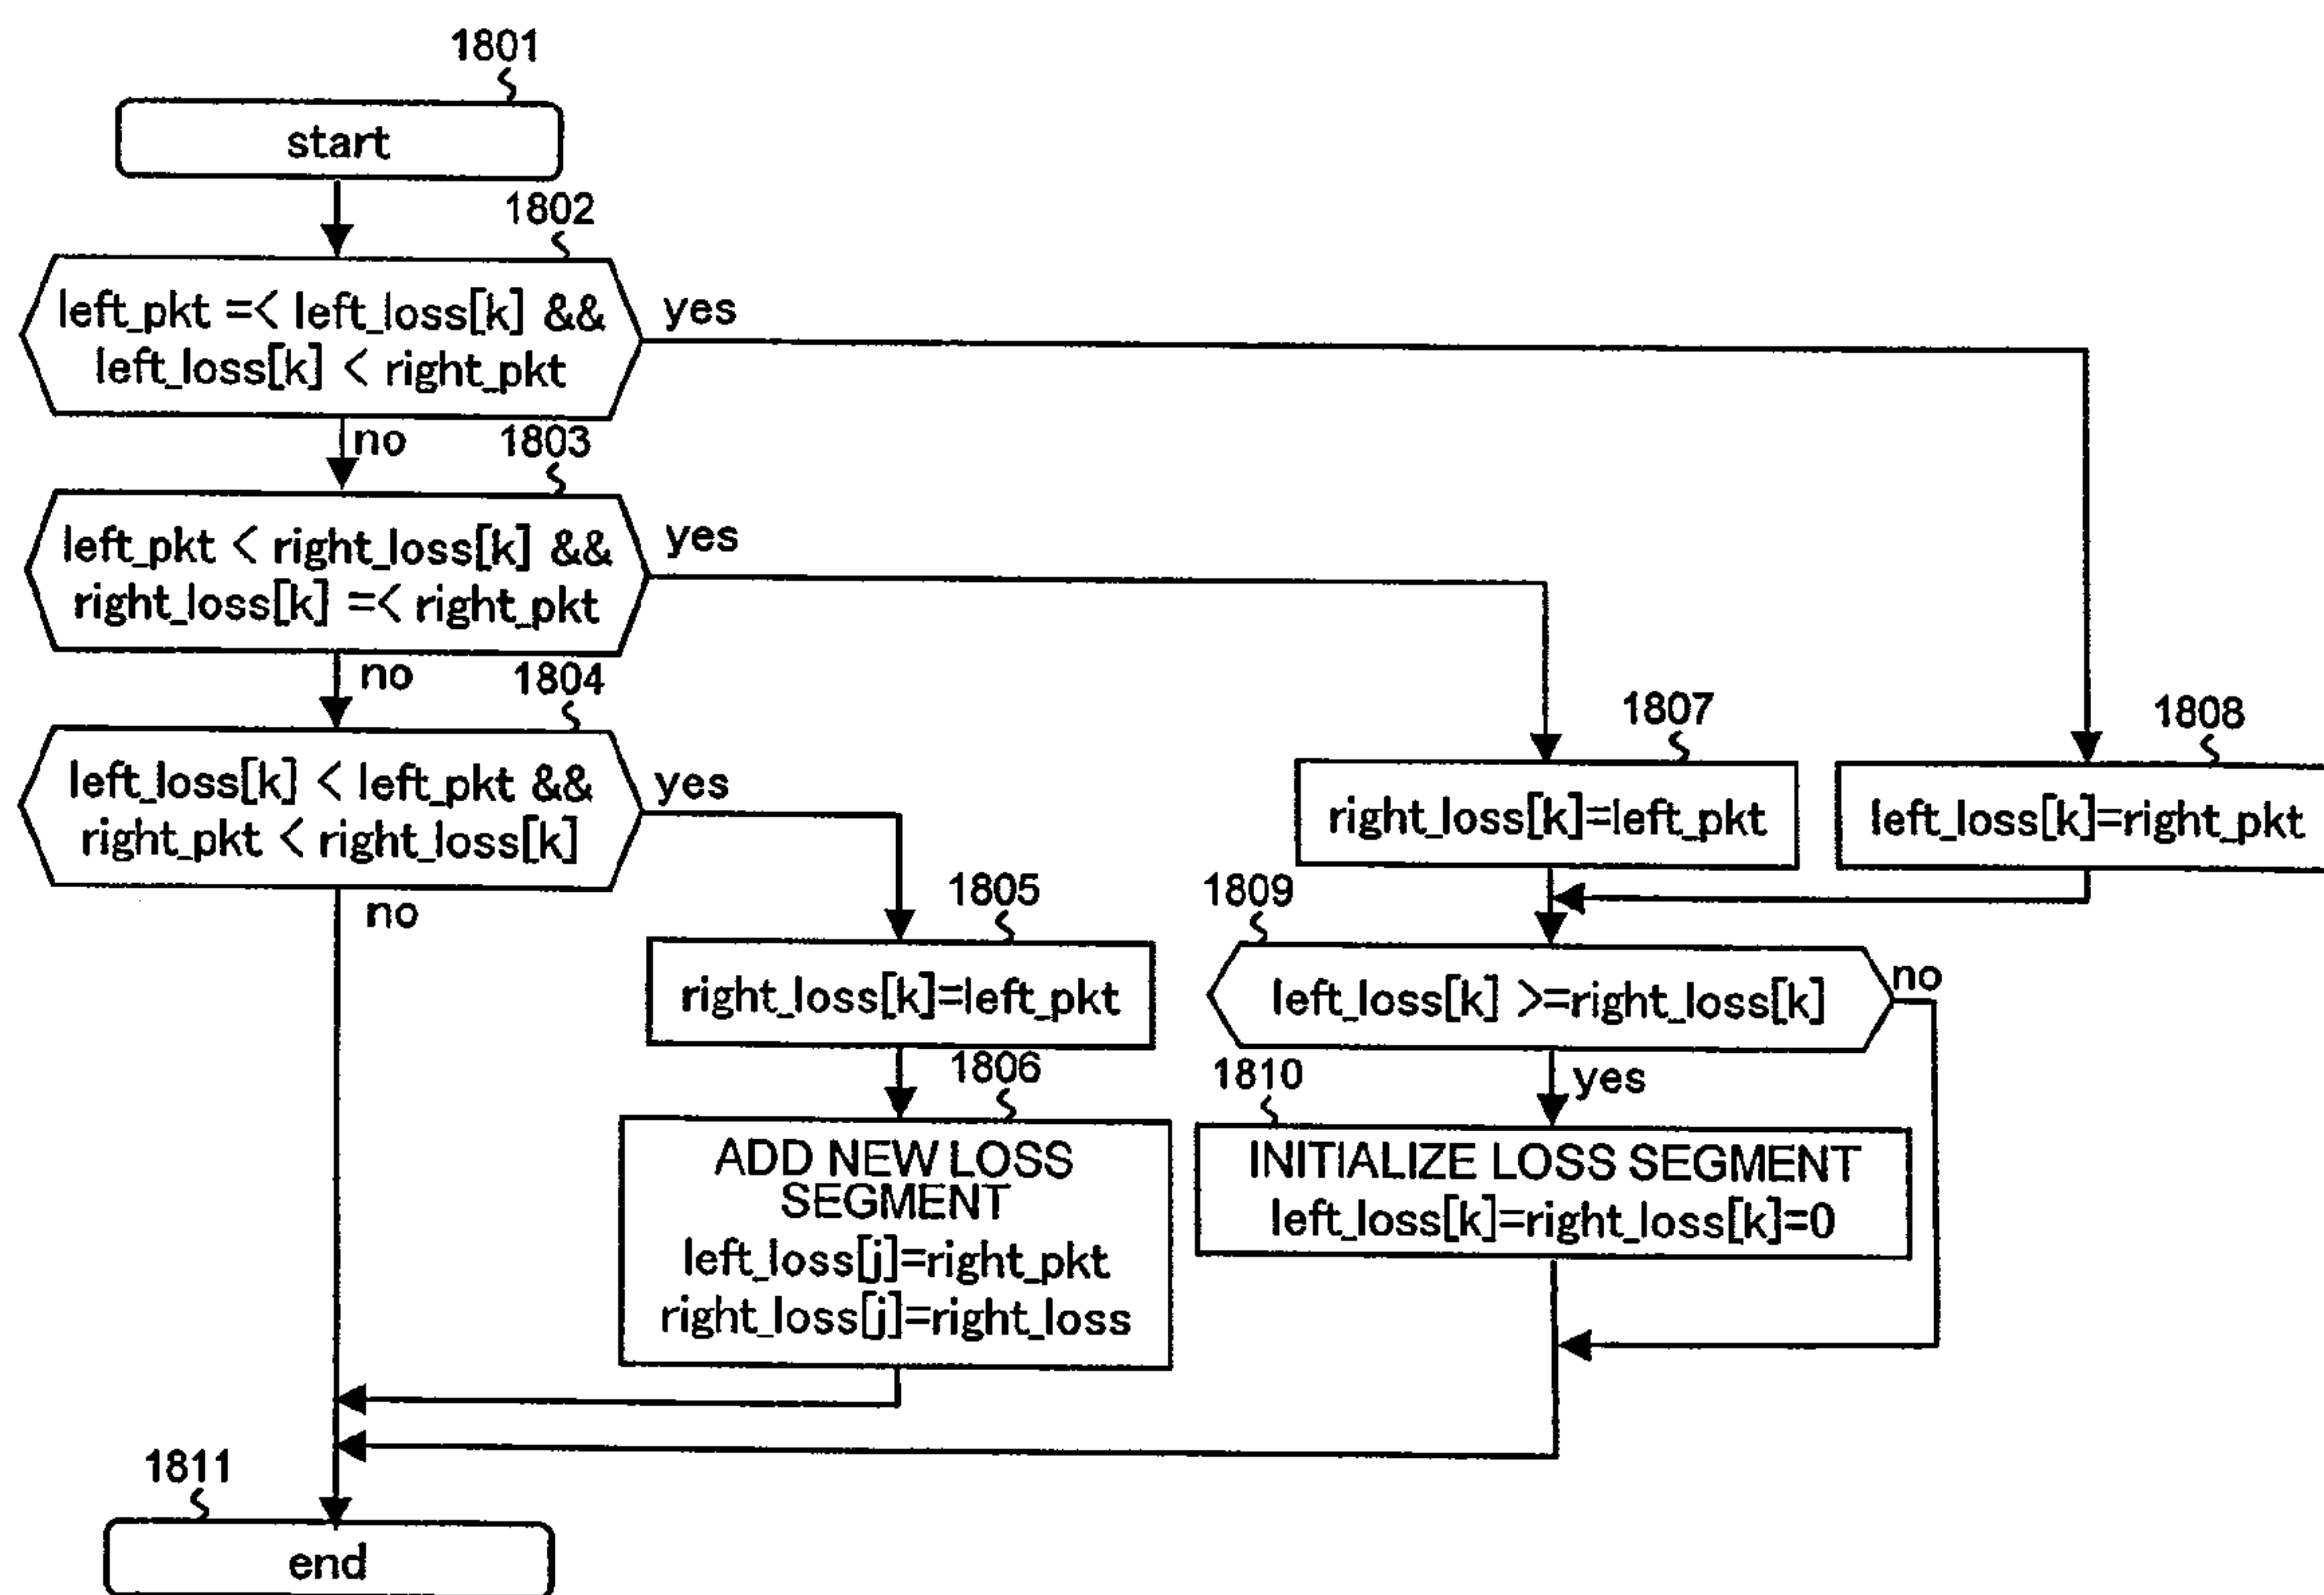 1801
start
1802
left_pkt =< left_loss[k] &&
left_loss[k] < right_pkt
yes
no
1803
left_pkt < right_loss[k] &&
right_loss[k] =< right_pkt
yes
no
1804
left_loss[k] < left_pkt &&
right_pkt < right_loss[k]
yes
no
1805
right_loss[k]=left_pkt
1806
ADD NEW LOSS
SEGMENT
left_loss[j]=right_pkt
right_loss[j]=right_loss
1807
right_loss[k]=left_pkt
1808
left_loss[k]=right_pkt
1809
left_loss[k] >=right_loss[k]
no
yes
1810
INITIALIZE LOSS SEGMENT
left_loss[k]=right_loss[k]=0
1811
end